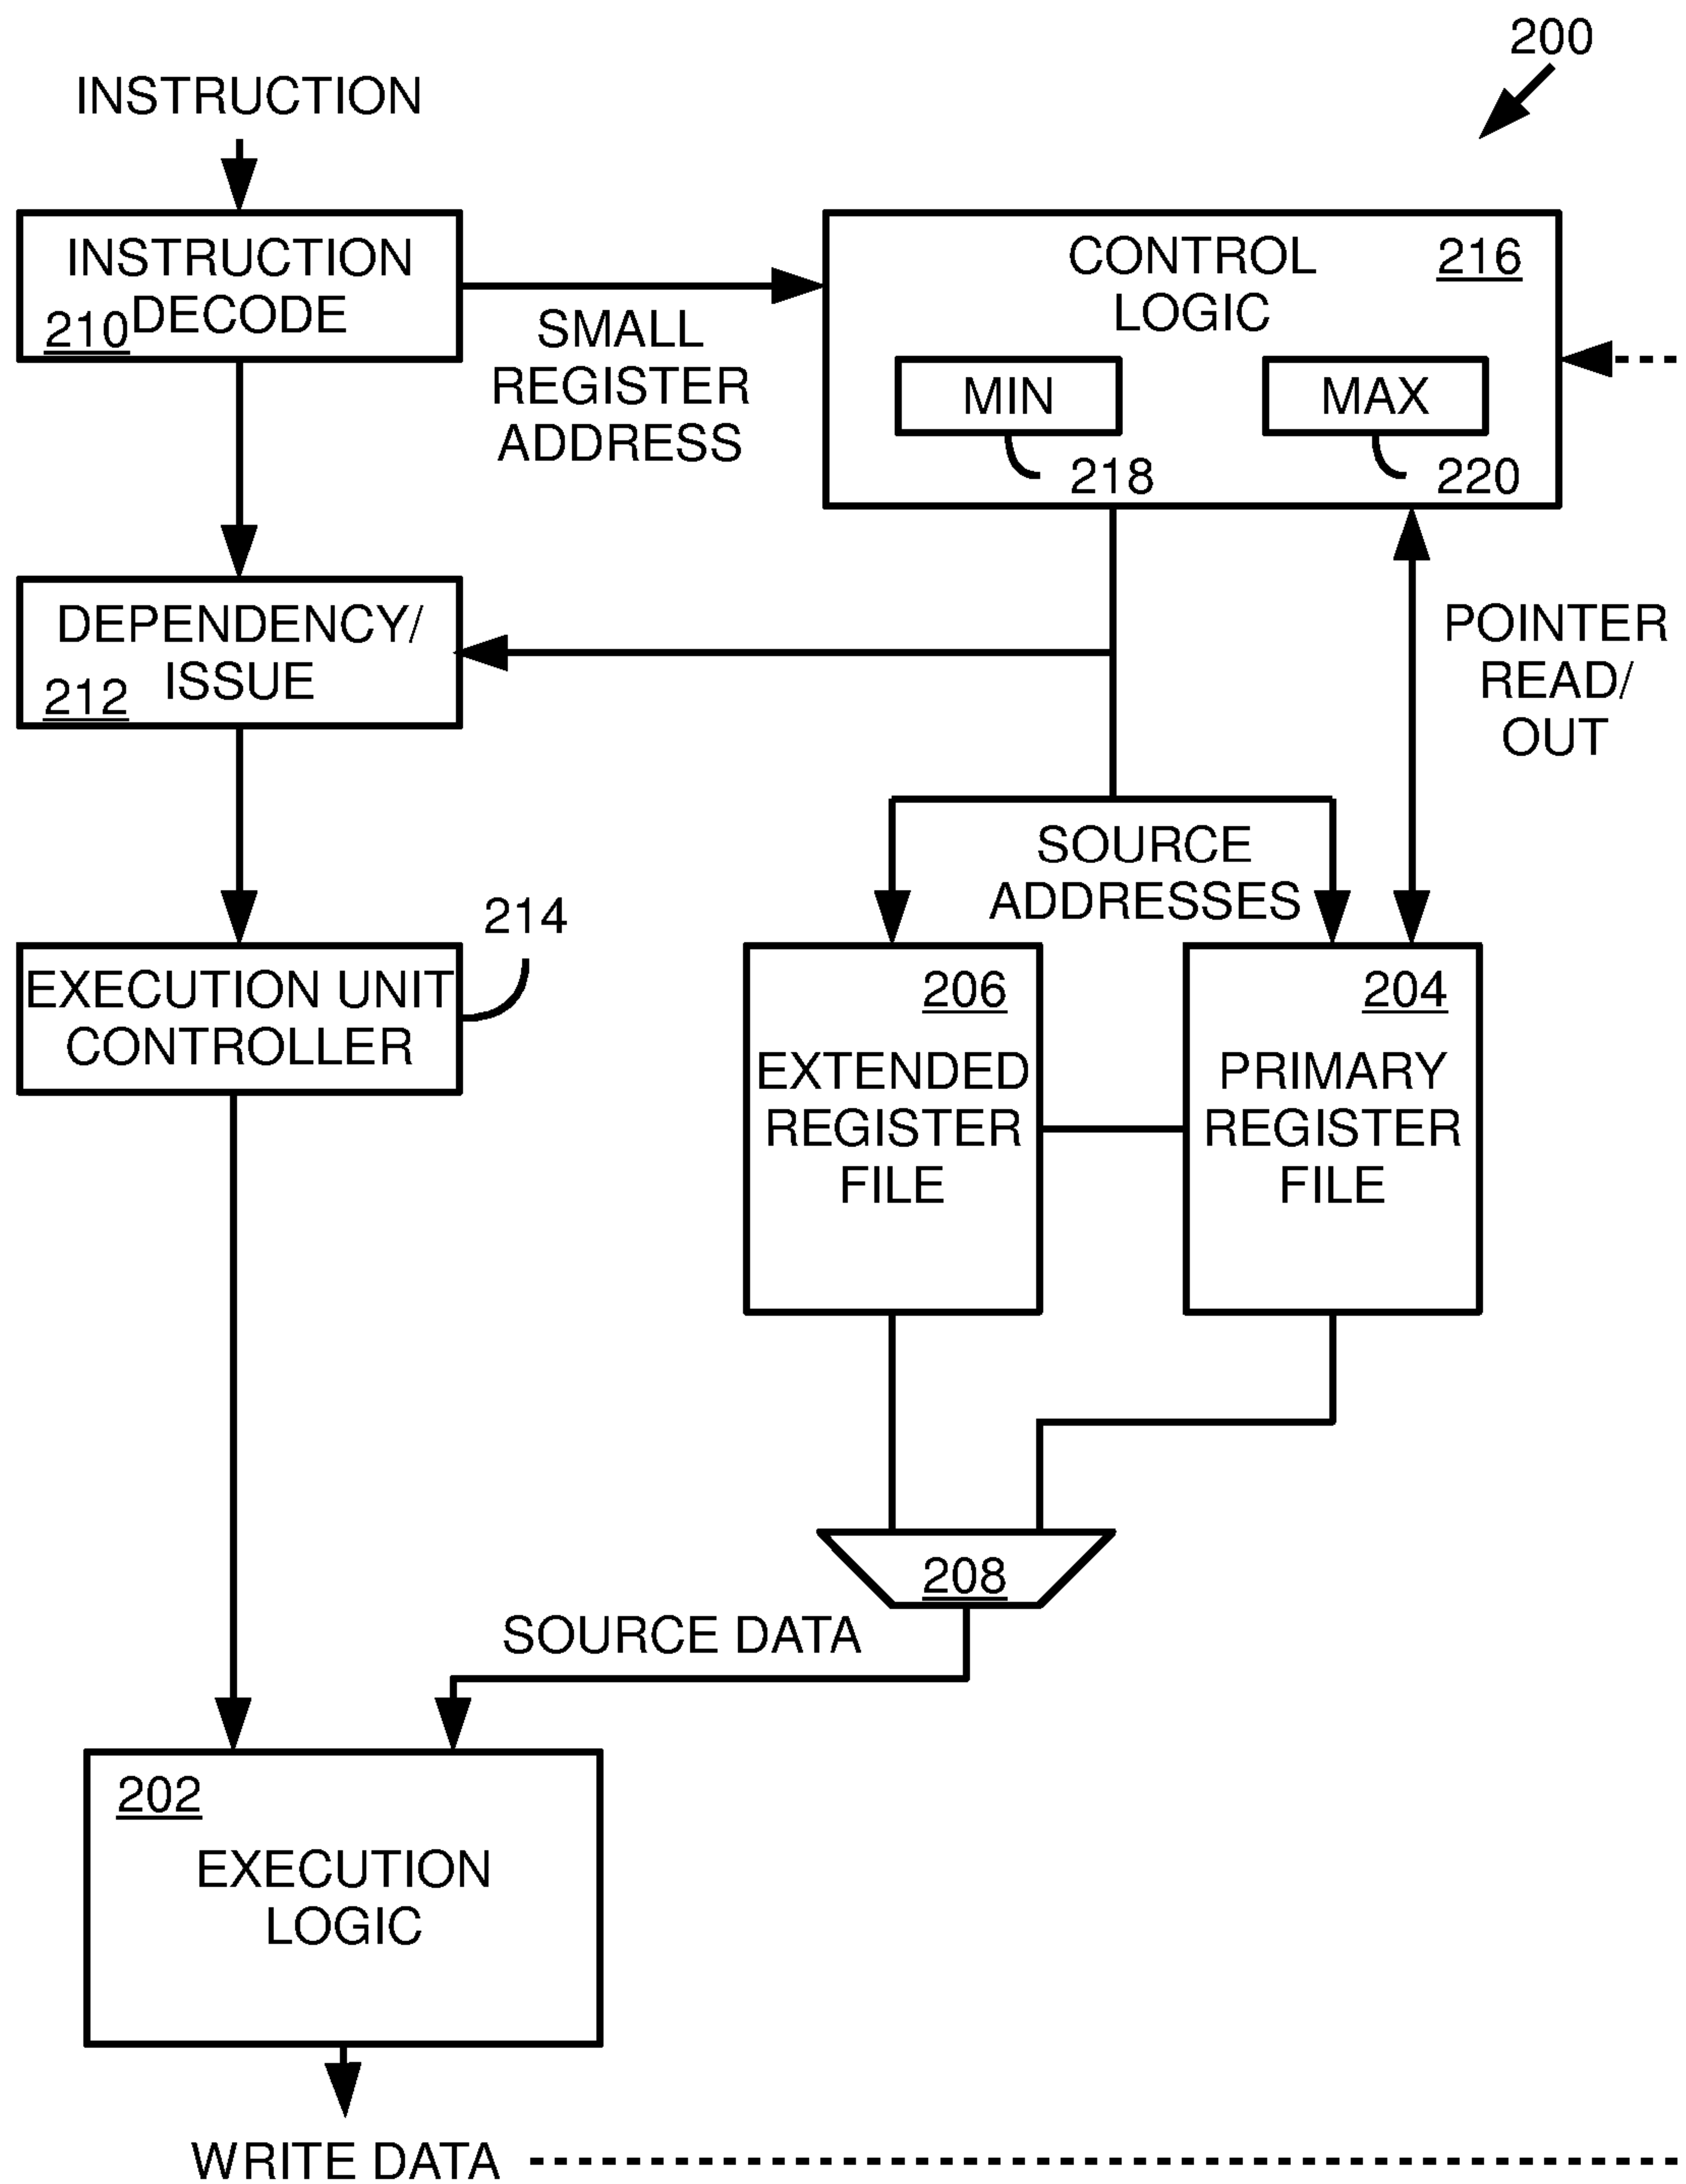 200
INSTRUCTION
INSTRUCTION
210 DECODE
SMALL
REGISTER
ADDRESS
CONTROL 216
LOGIC
MIN
MAX
218
220
DEPENDENCY/
212 ISSUE
POINTER
READ/
OUT
SOURCE
ADDRESSES
214
EXECUTION UNIT
CONTROLLER
206
EXTENDED
REGISTER
FILE
204
PRIMARY
REGISTER
FILE
208
SOURCE DATA
202
EXECUTION
LOGIC
WRITE DATA